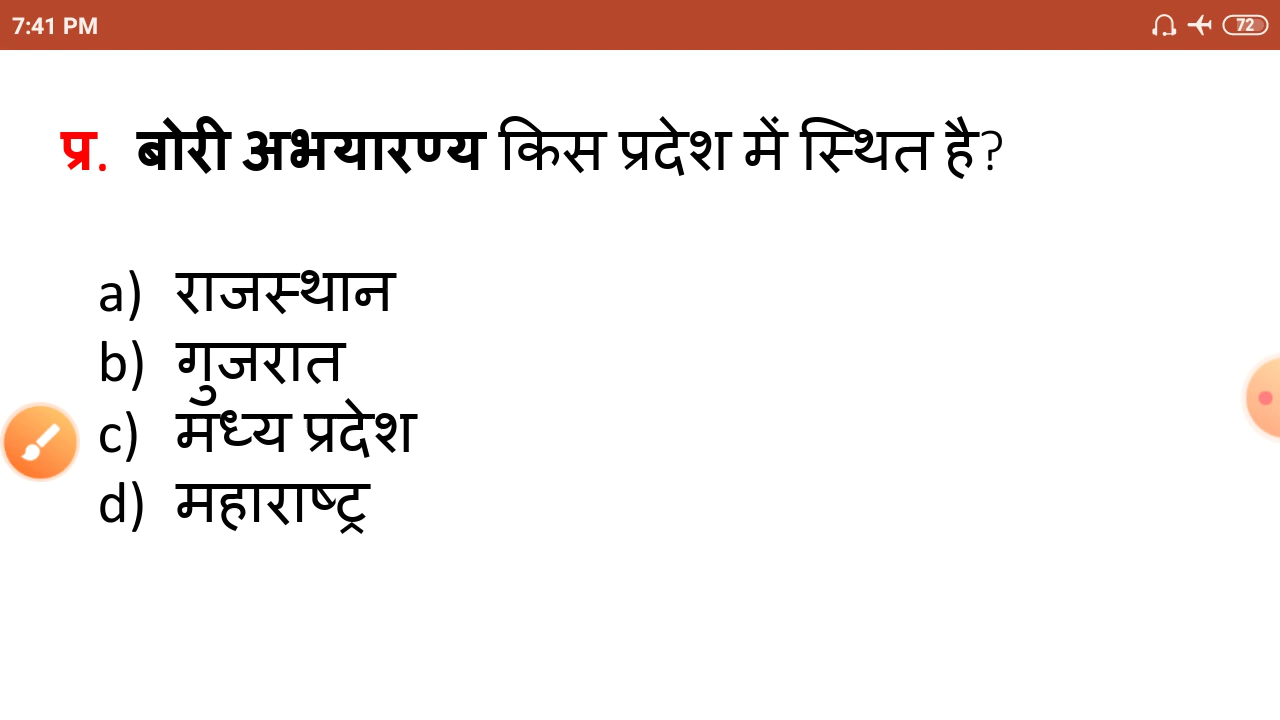 7:41 PM 72
प्र. बोरी अभयारण्य किस प्रदेश में स्थित है?
a) राजस्थान
b) गुजरात
c) मध्य प्रदेश
d) महाराष्ट्र